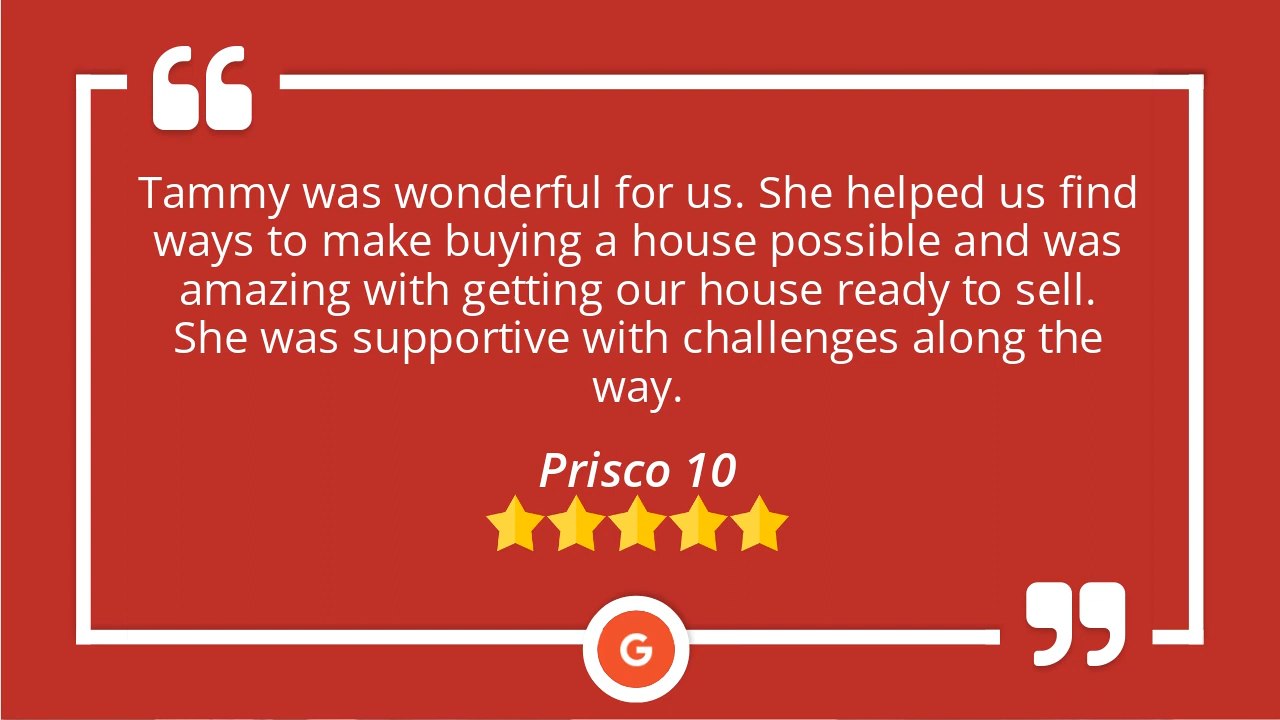 Tammy was wonderful for us. She helped us find
ways to make buying a house possible and was
amazing with getting our house ready to sell.
She was supportive with challenges along the
way.
Prisco 10
G